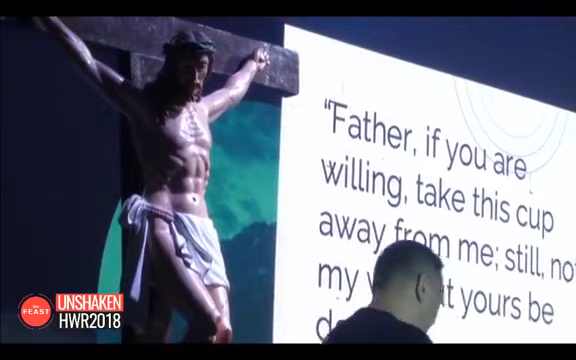 “Father, if you are
willing, take this cup
away from me; still, not
my yours be
THE
FEAST
UNSHAKEN
HWR2018